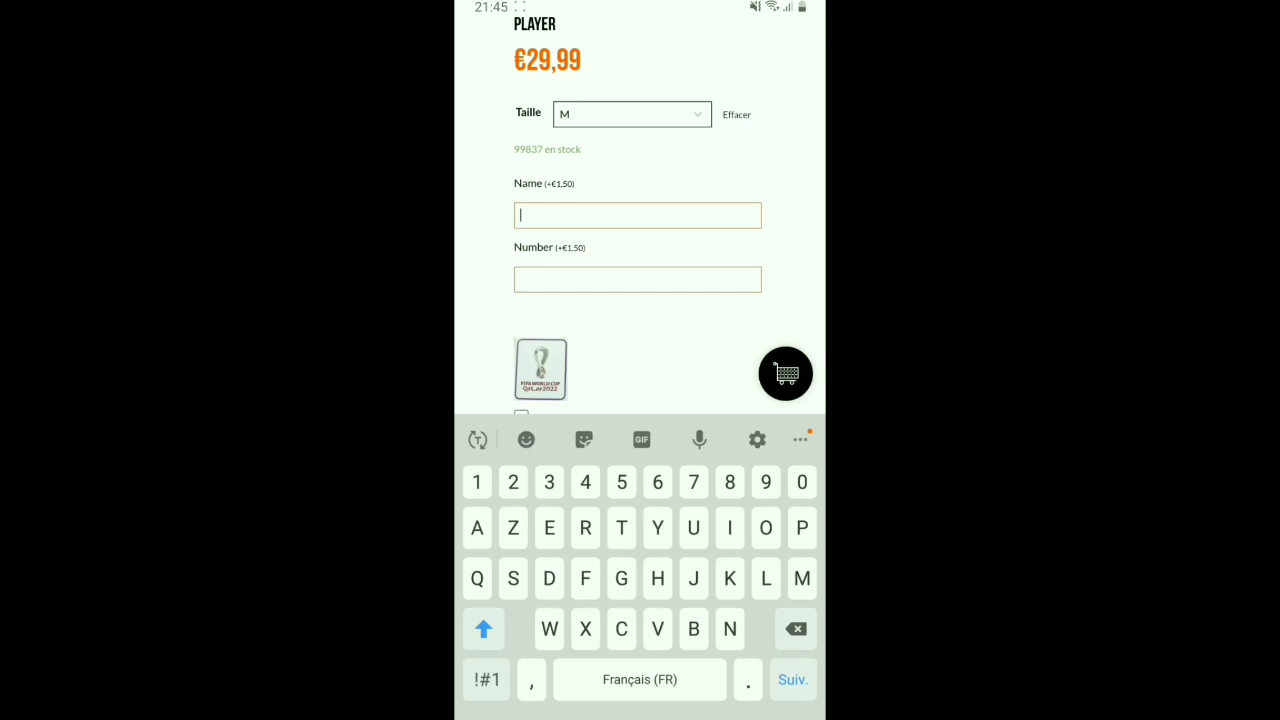 21:45
PLAYER
€29,99
Taille M Effacer
99837 en stock
Name (+€1,50)
Number (+€1,50)
FIFA WORLD CUP
Qat_ar2022
GIF
1 2 3 4 5 6 7 8 9 0
A Z E R T Y U I O P
Q S D F G H J K L M
W X C V B N
!#1 , Français (FR) . Suiv.